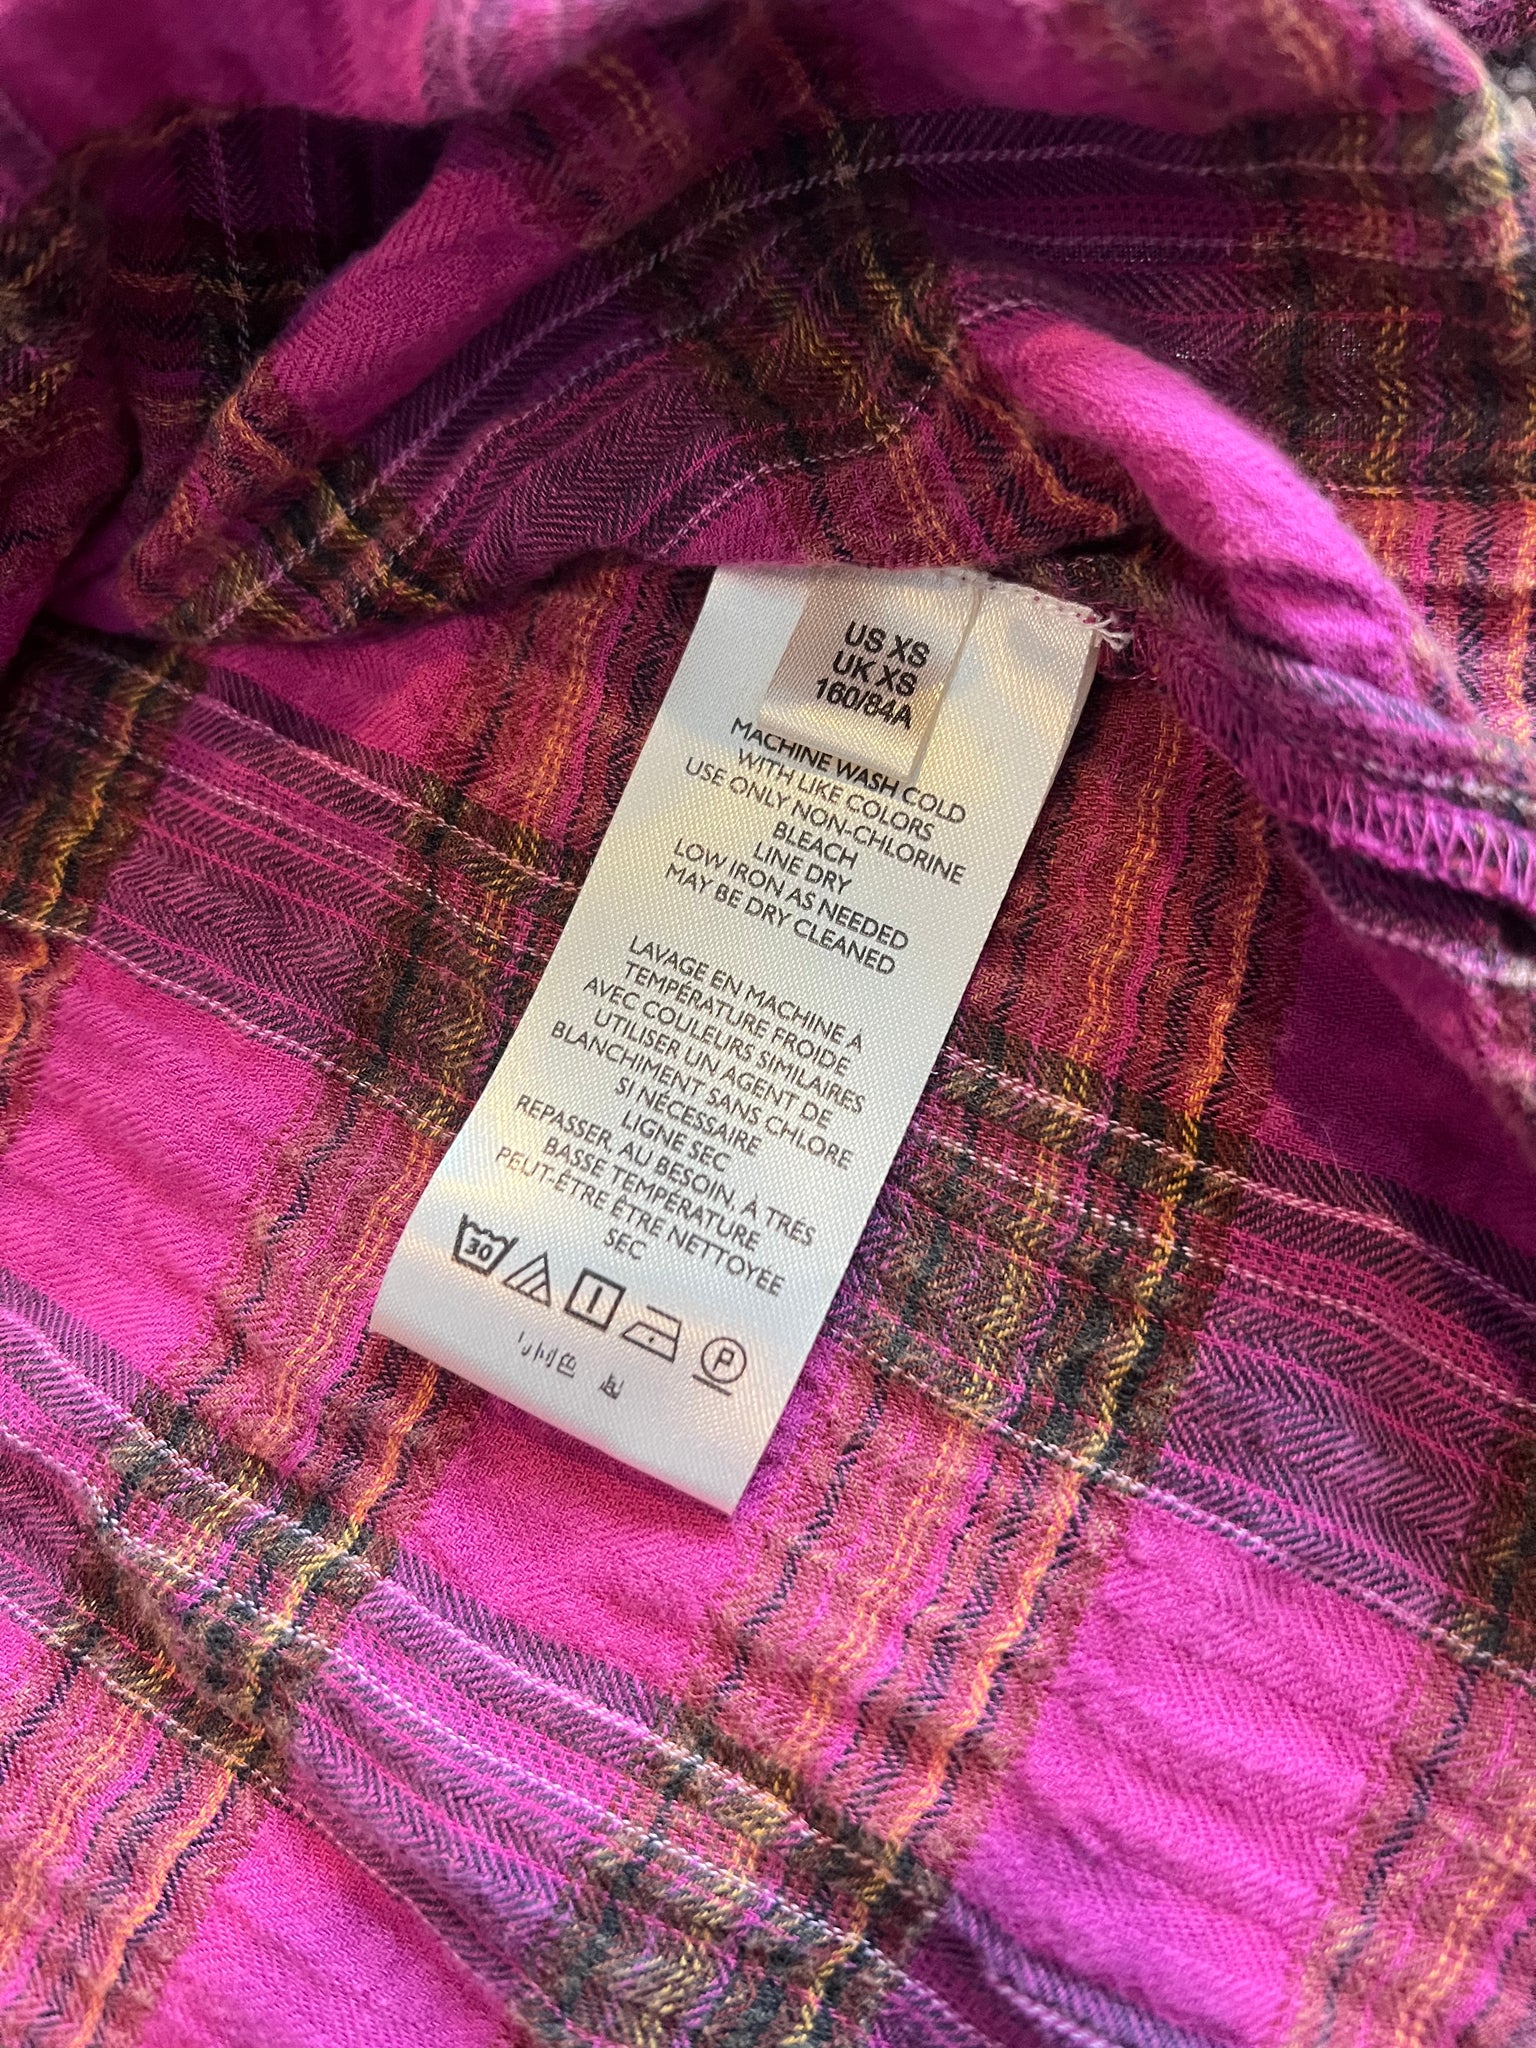 US XS
UK XS
160/84A
MACHINE WASH COLD
WITH LIKE COLORS
USE ONLY NON-CHLORINE
BLEACH
LINE DRY
LOW IRON AS NEEDED
MAY BE DRY CLEANED
LAVAGE EN MACHINE À
TEMPÉRATURE FROIDE
AVEC COULEURS SIMILAIRES
UTILISER UN AGENT DE
BLANCHIMENT SANS CHLORE
SI NÉCESSAIRE
LIGNE SEC
REPASSER, AU BESOIN, À TRÈS
BASSE TEMPÉRATURE
PEUT-ÊTRE ÊTRE NETTOYÉE
SEC
30
P